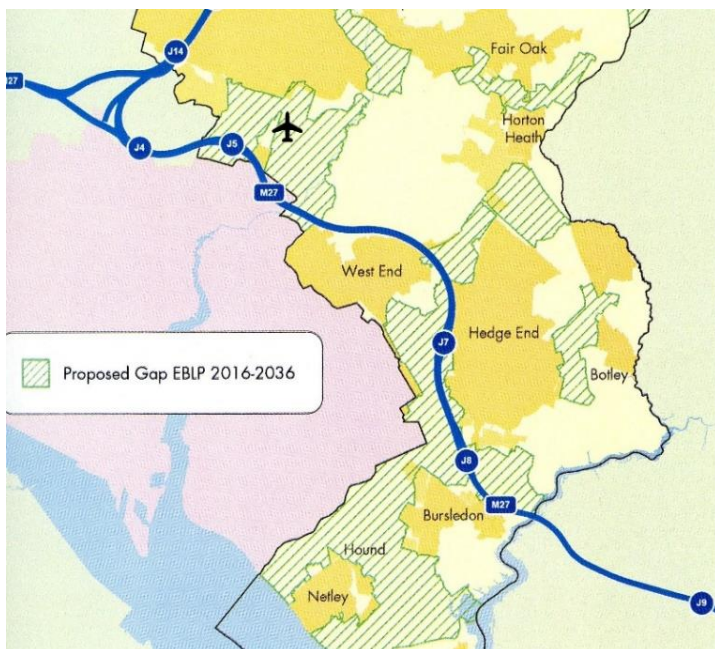 J14
Fair Oak
M27
Horton
Heath
J4
J5
M27
West End
J7
Hedge End
Proposed Gap EBLP 2016-2036
Botley
J8
M27
Bursledon
Hound
Netley
J9